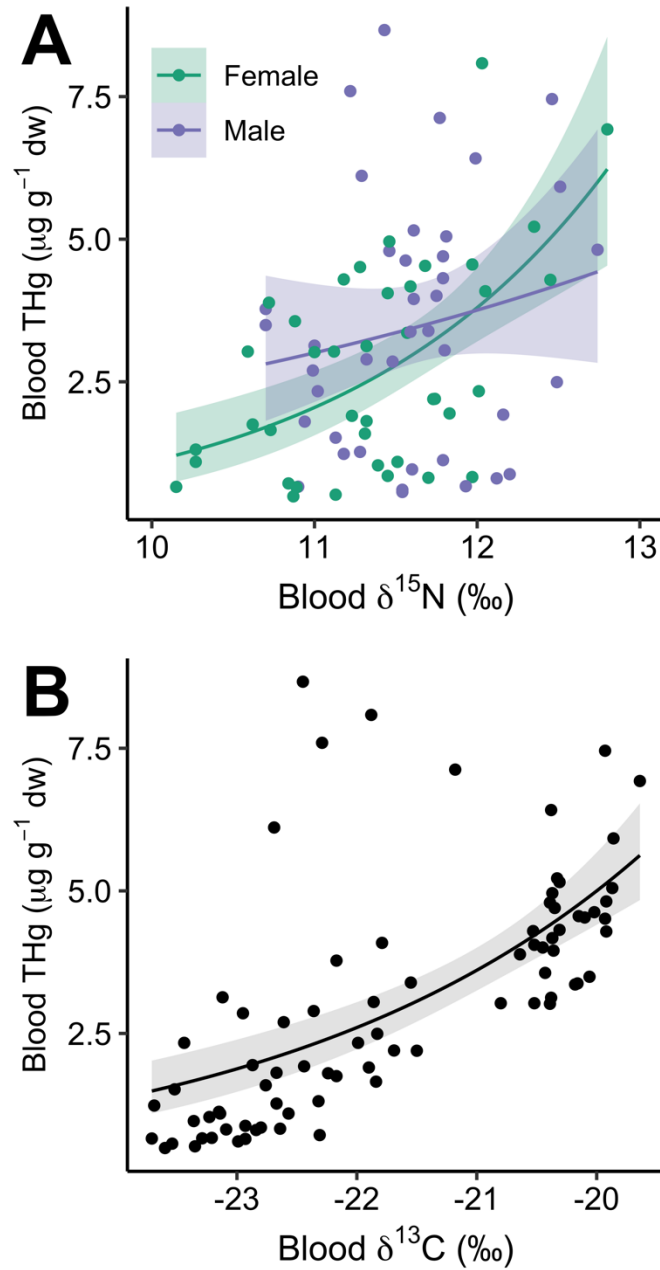 A
Female
Male
Blood THg (μg g⁻¹ dw)
7.5
5.0
2.5
10 11 12 13
Blood δ¹⁵N (‰)
B
Blood THg (μg g⁻¹ dw)
7.5
5.0
2.5
-23 -22 -21 -20
Blood δ¹³C (‰)